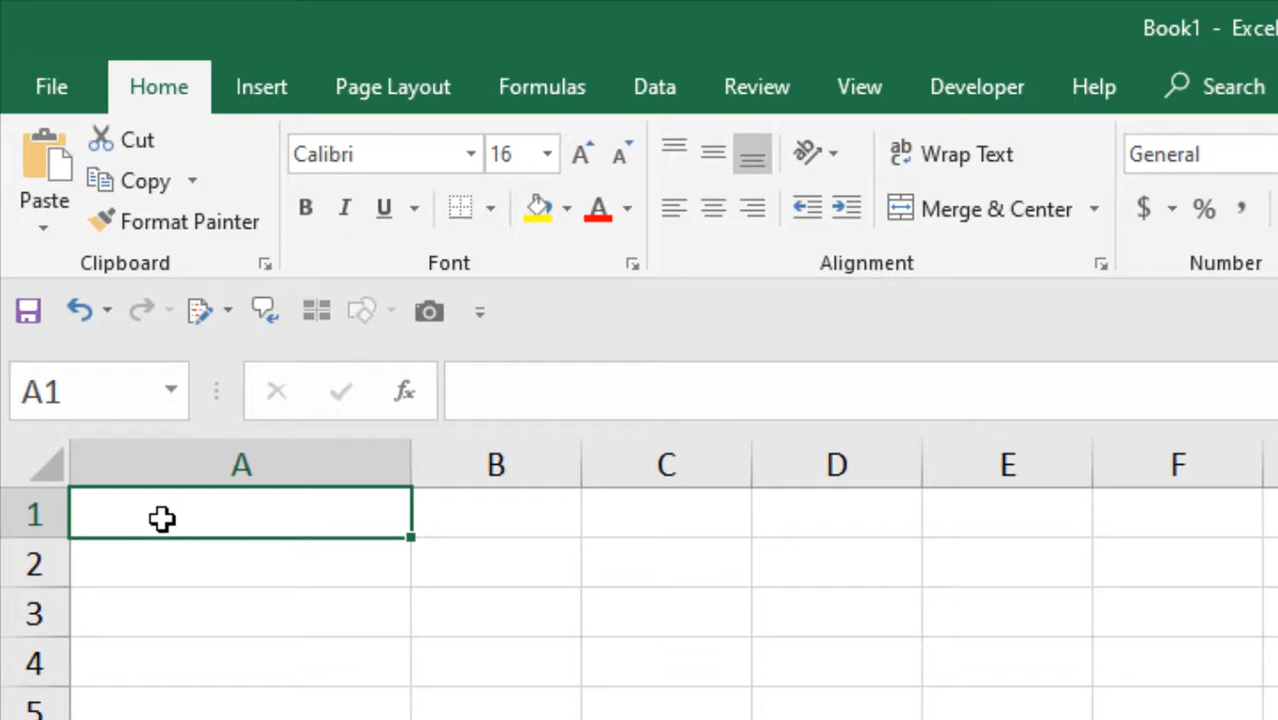 Book1 - Excel
File Home Insert Page Layout Formulas Data Review View Developer Help Search
Cut
Copy
Paste
Format Painter
Clipboard
Calibri 16 A A
B I U A
Font
ab Wrap Text
Merge & Center
Alignment
General
$ % ,
Number
A1 fx
A B C D E F
1
2
3
4
5